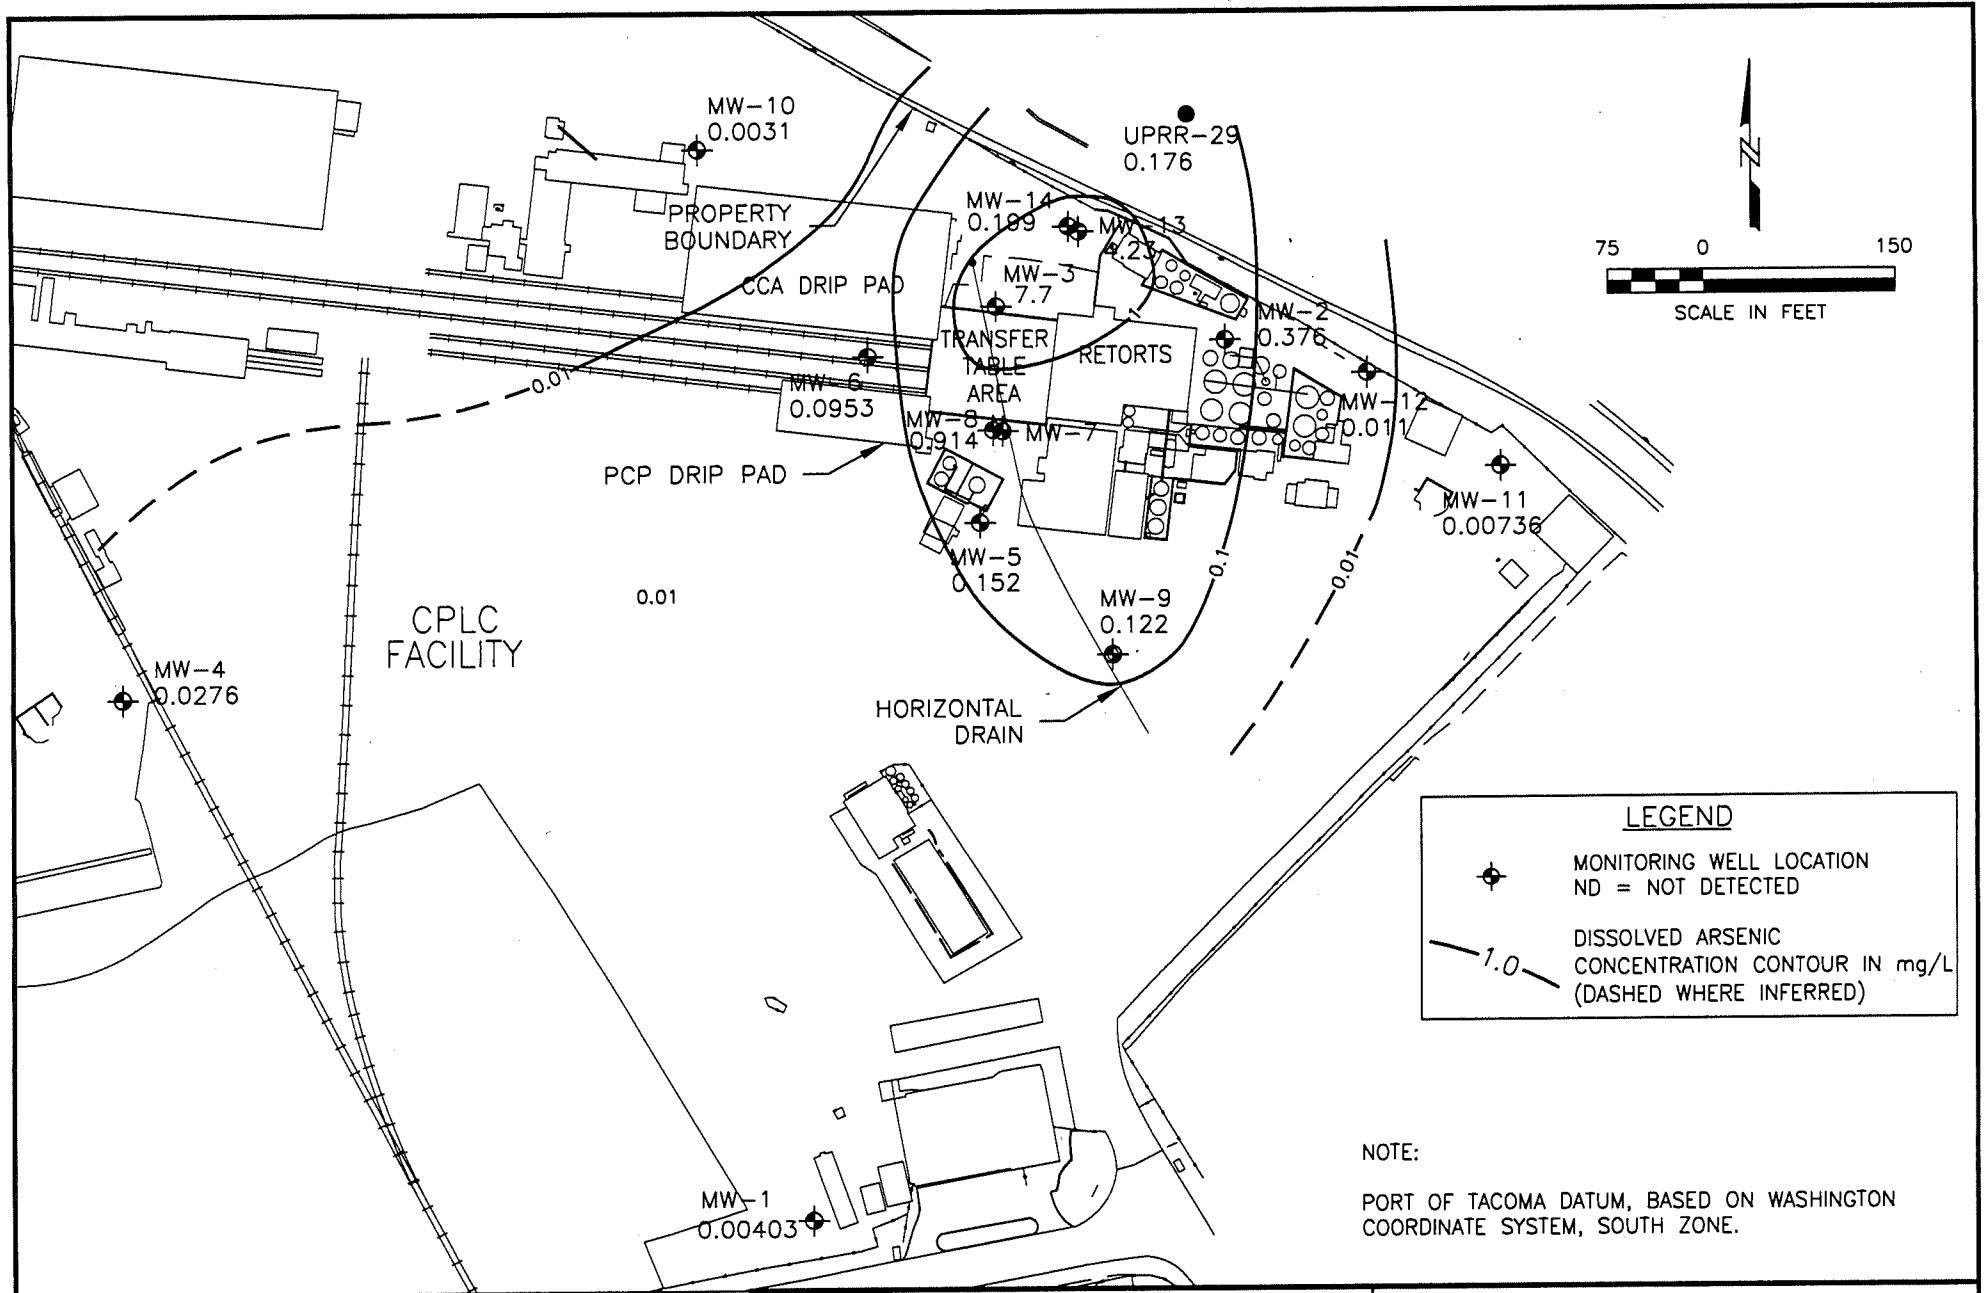 MW-10
0.0031
UPRR-29
0.176
N
PROPERTY
BOUNDARY
MW-14
0.199
MW-13
.23
75 0 150
SCALE IN FEET
CCA DRIP PAD
MW-3
7.7
1
MW-2
0.376
TRANSFER
TABLE
AREA
RETORTS
0.01
MW-6
0.0953
MW-12
0.011
MW-8
0.914
MW-7
PCP DRIP PAD
MW-11
0.00736
MW-5
0.152
0.1
0.01
0.01
CPLC
FACILITY
MW-9
0.122
MW-4
0.0276
HORIZONTAL
DRAIN
LEGEND
MONITORING WELL LOCATION
ND = NOT DETECTED
1.0
DISSOLVED ARSENIC
CONCENTRATION CONTOUR IN mg/L
(DASHED WHERE INFERRED)
MW-1
0.00403
NOTE:
PORT OF TACOMA DATUM, BASED ON WASHINGTON
COORDINATE SYSTEM, SOUTH ZONE.